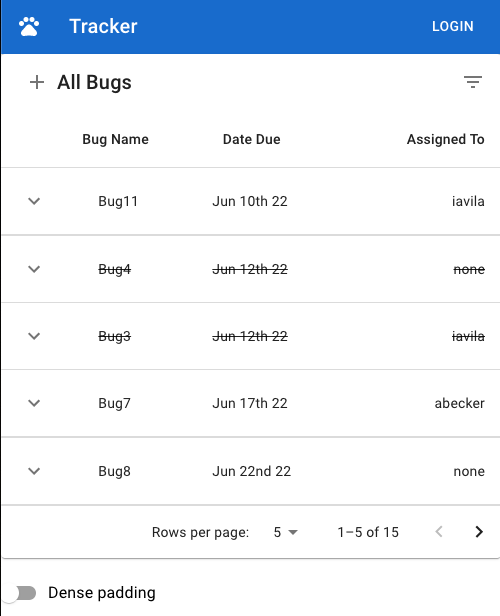 Tracker LOGIN
All Bugs
Bug Name Date Due Assigned To
Bug11 Jun 10th 22 iavila
Bug4 Jun 12th 22 none
Bug3 Jun 12th 22 iavila
Bug7 Jun 17th 22 abecker
Bug8 Jun 22nd 22 none
Rows per page: 5 1–5 of 15
Dense padding